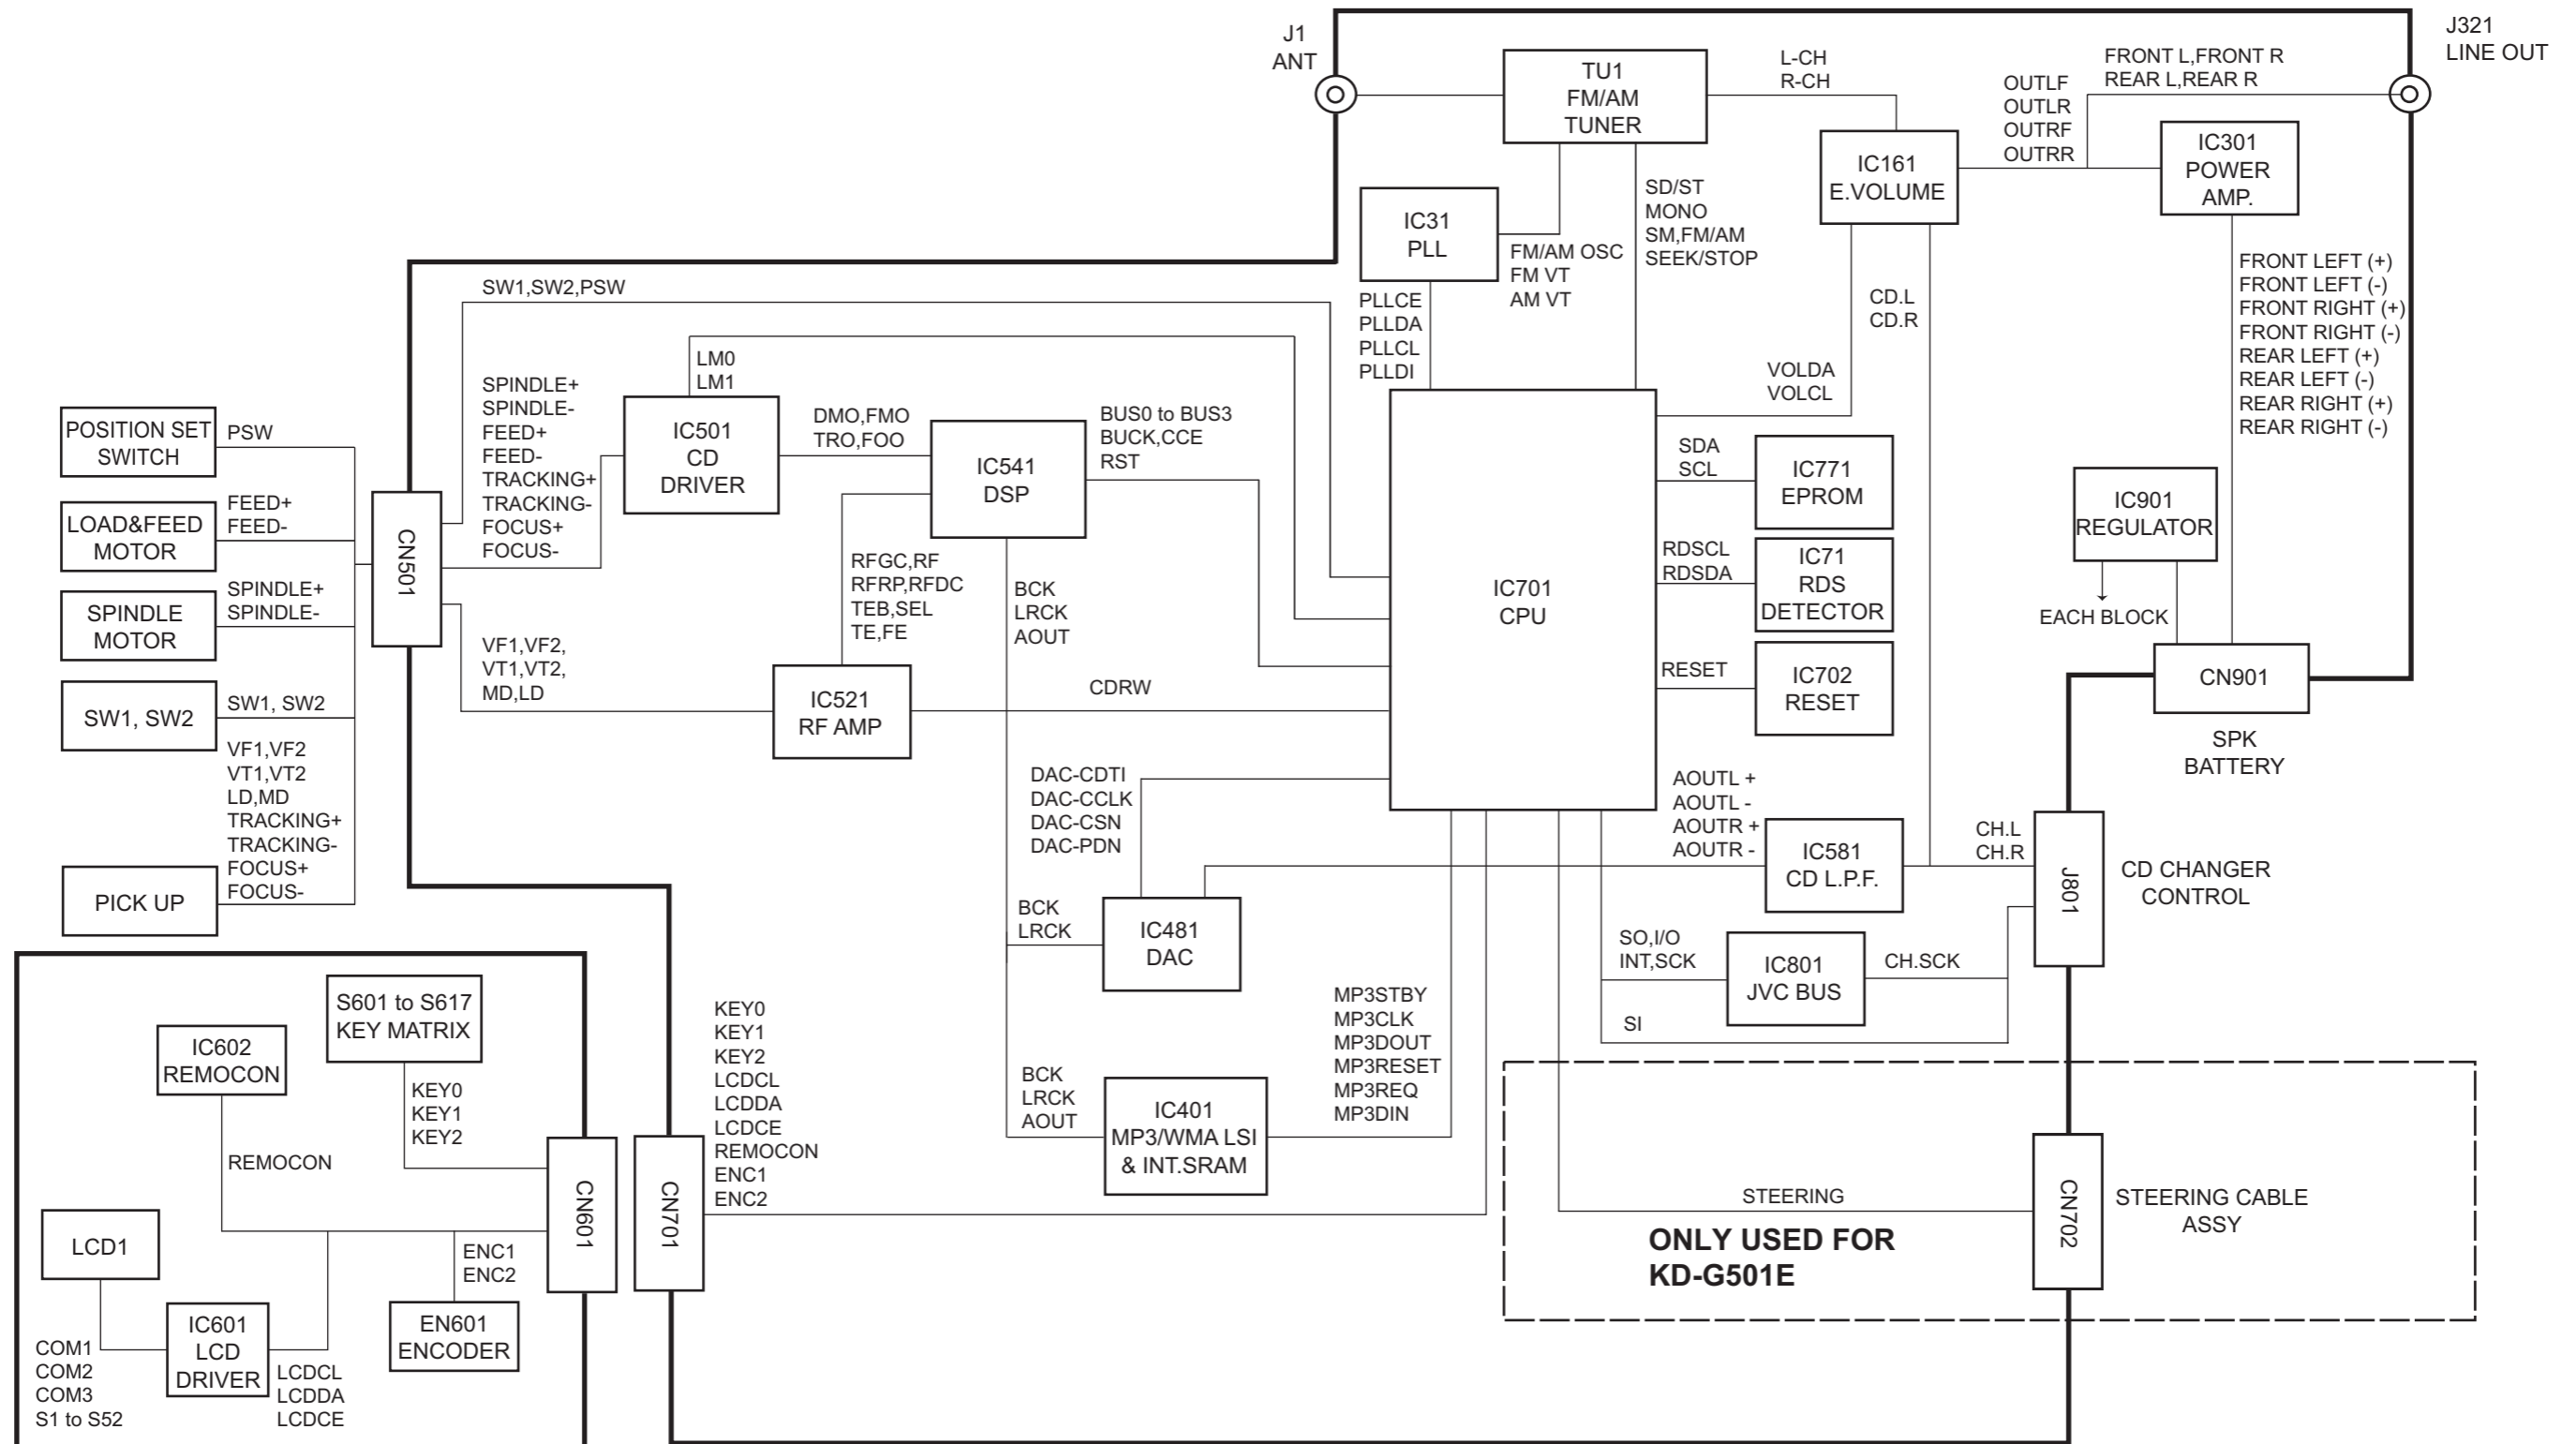 J1
ANT
J321
LINE OUT
TU1
FM/AM
TUNER
L-CH
R-CH
OUTLF
OUTLR
OUTRF
OUTRR
FRONT L,FRONT R
REAR L,REAR R
IC161
E.VOLUME
IC301
POWER
AMP.
IC31
PLL
FM/AM OSC
FM VT
AM VT
SD/ST
MONO
SM,FM/AM
SEEK/STOP
PLLCE
PLLDA
PLLCL
PLLDI
CD.L
CD.R
VOLDA
VOLCL
FRONT LEFT (+)
FRONT LEFT (-)
FRONT RIGHT (+)
FRONT RIGHT (-)
REAR LEFT (+)
REAR LEFT (-)
REAR RIGHT (+)
REAR RIGHT (-)
SW1,SW2,PSW
LM0
LM1
SPINDLE+
SPINDLE-
FEED+
FEED-
TRACKING+
TRACKING-
FOCUS+
FOCUS-
IC501
CD
DRIVER
DMO,FMO
TRO,FOO
IC541
DSP
BUS0 to BUS3
BUCK,CCE
RST
POSITION SET
SWITCH
PSW
LOAD&FEED
MOTOR
FEED+
FEED-
SPINDLE
MOTOR
SPINDLE+
SPINDLE-
SW1, SW2
SW1, SW2
VF1,VF2
VT1,VT2
LD,MD
TRACKING+
TRACKING-
FOCUS+
FOCUS-
PICK UP
CN501
VF1,VF2,
VT1,VT2,
MD,LD
RFGC,RF
RFRP,RFDC
TEB,SEL
TE,FE
BCK
LRCK
AOUT
IC521
RF AMP
CDRW
IC701
CPU
SDA
SCL
IC771
EPROM
RDSCL
RDSDA
IC71
RDS
DETECTOR
RESET
IC702
RESET
IC901
REGULATOR
EACH BLOCK
CN901
SPK
BATTERY
DAC-CDTI
DAC-CCLK
DAC-CSN
DAC-PDN
AOUTL +
AOUTL -
AOUTR +
AOUTR -
IC581
CD L.P.F.
CH.L
CH.R
J801
CD CHANGER
CONTROL
BCK
LRCK
IC481
DAC
SO,I/O
INT,SCK
IC801
JVC BUS
CH.SCK
SI
MP3STBY
MP3CLK
MP3DOUT
MP3RESET
MP3REQ
MP3DIN
BCK
LRCK
AOUT
IC401
MP3/WMA LSI
& INT.SRAM
S601 to S617
KEY MATRIX
IC602
REMOCON
KEY0
KEY1
KEY2
REMOCON
LCD1
COM1
COM2
COM3
S1 to S52
IC601
LCD
DRIVER
LCDCL
LCDDA
LCDCE
ENC1
ENC2
EN601
ENCODER
CN601
CN701
KEY0
KEY1
KEY2
LCDCL
LCDDA
LCDCE
REMOCON
ENC1
ENC2
STEERING
ONLY USED FOR
KD-G501E
CN702
STEERING CABLE
ASSY